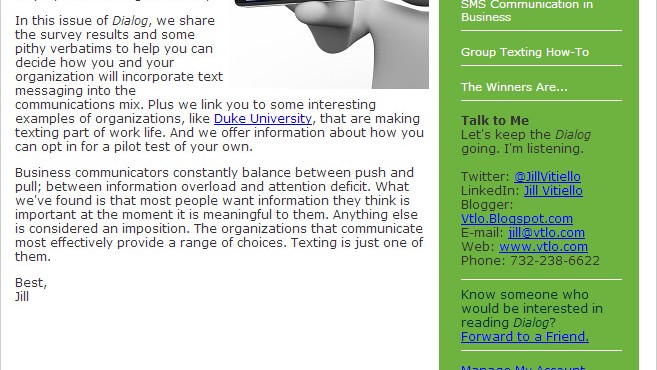 In this issue of Dialog, we share
the survey results and some
pithy verbatims to help you can
decide how you and your
organization will incorporate text
messaging into the
communications mix. Plus we link you to some interesting
examples of organizations, like Duke University, that are making
texting part of work life. And we offer information about how you
can opt in for a pilot test of your own.
Business communicators constantly balance between push and
pull; between information overload and attention deficit. What
we've found is that most people want information they think is
important at the moment it is meaningful to them. Anything else
is considered an imposition. The organizations that communicate
most effectively provide a range of choices. Texting is just one of
them.
Best,
Jill
SMS Communication in
Business
Group Texting How-To
The Winners Are...
Talk to Me
Let's keep the Dialog
going. I'm listening.
Twitter: @JillVitiello
LinkedIn: Jill Vitiello
Blogger:
Vtlo.Blogspot.com
E-mail: jill@vtlo.com
Web: www.vtlo.com
Phone: 732-238-6622
Know someone who
would be interested in
reading Dialog?
Forward to a Friend.
Manage My Account